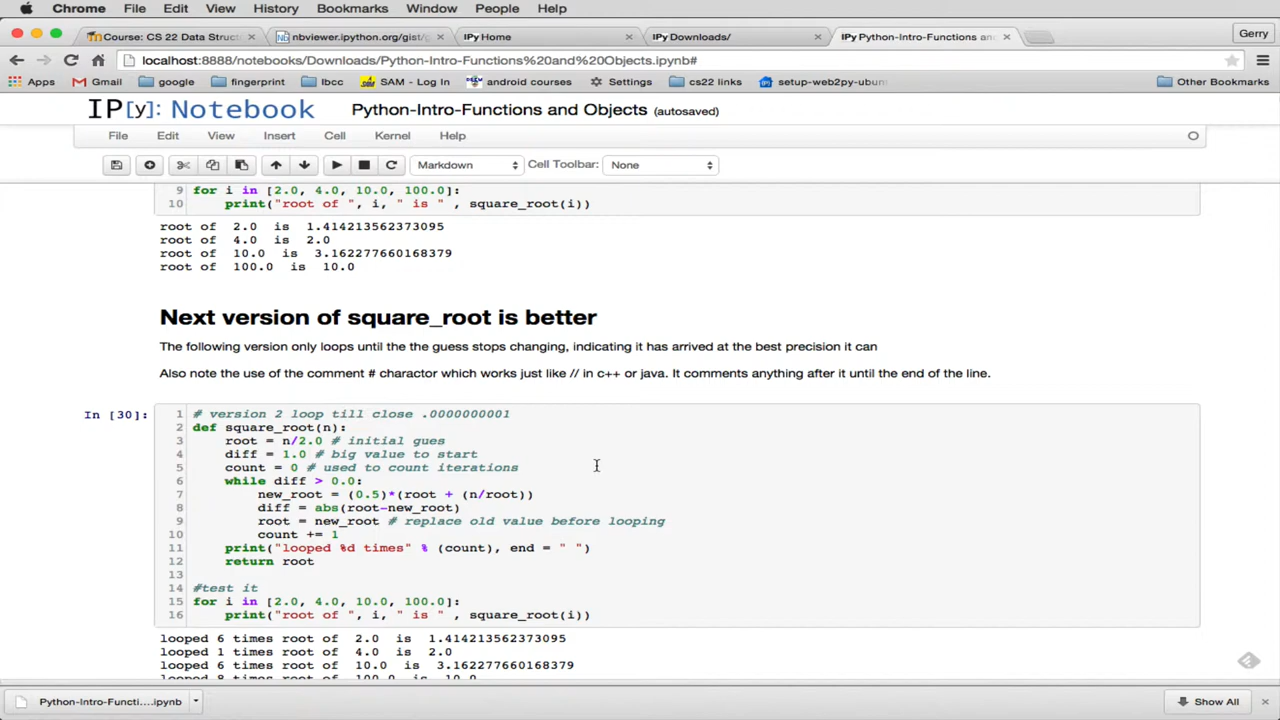 Chrome File Edit View History Bookmarks Window People Help
Course: CS 22 Data Struct nbviewer.ipython.org/gist/ IPy Home IPy Downloads/ IPy Python-Intro-Functions an Gerry
localhost:8888/notebooks/Downloads/Python-Intro-Functions%20and%20Objects.ipynb#
Apps Gmail google fingerprint lbcc SAM - Log In android courses Settings cs22 links setup-web2py-ubun Other Bookmarks
IP[y]: Notebook Python-Intro-Functions and Objects (autosaved)
File Edit View Insert Cell Kernel Help
Markdown Cell Toolbar: None
9 for i in [2.0, 4.0, 10.0, 100.0]:
10 print("root of ", i, " is " , square_root(i))
root of 2.0 is 1.414213562373095
root of 4.0 is 2.0
root of 10.0 is 3.162277660168379
root of 100.0 is 10.0
Next version of square_root is better
The following version only loops until the the guess stops changing, indicating it has arrived at the best precision it can
Also note the use of the comment # charactor which works just like // in c++ or java. It comments anything after it until the end of the line.
In [30]: 1 # version 2 loop till close .0000000001
2 def square_root(n):
3 root = n/2.0 # initial gues
4 diff = 1.0 # big value to start
5 count = 0 # used to count iterations
6 while diff > 0.0:
7 new_root = (0.5)*(root + (n/root))
8 diff = abs(root-new_root)
9 root = new_root # replace old value before looping
10 count += 1
11 print("looped %d times" % (count), end = " ")
12 return root
13
14 #test it
15 for i in [2.0, 4.0, 10.0, 100.0]:
16 print("root of ", i, " is " , square_root(i))
looped 6 times root of 2.0 is 1.414213562373095
looped 1 times root of 4.0 is 2.0
looped 6 times root of 10.0 is 3.162277660168379
looped 8 times root of 100.0 is 10.0
Python-Intro-Functi....ipynb Show All